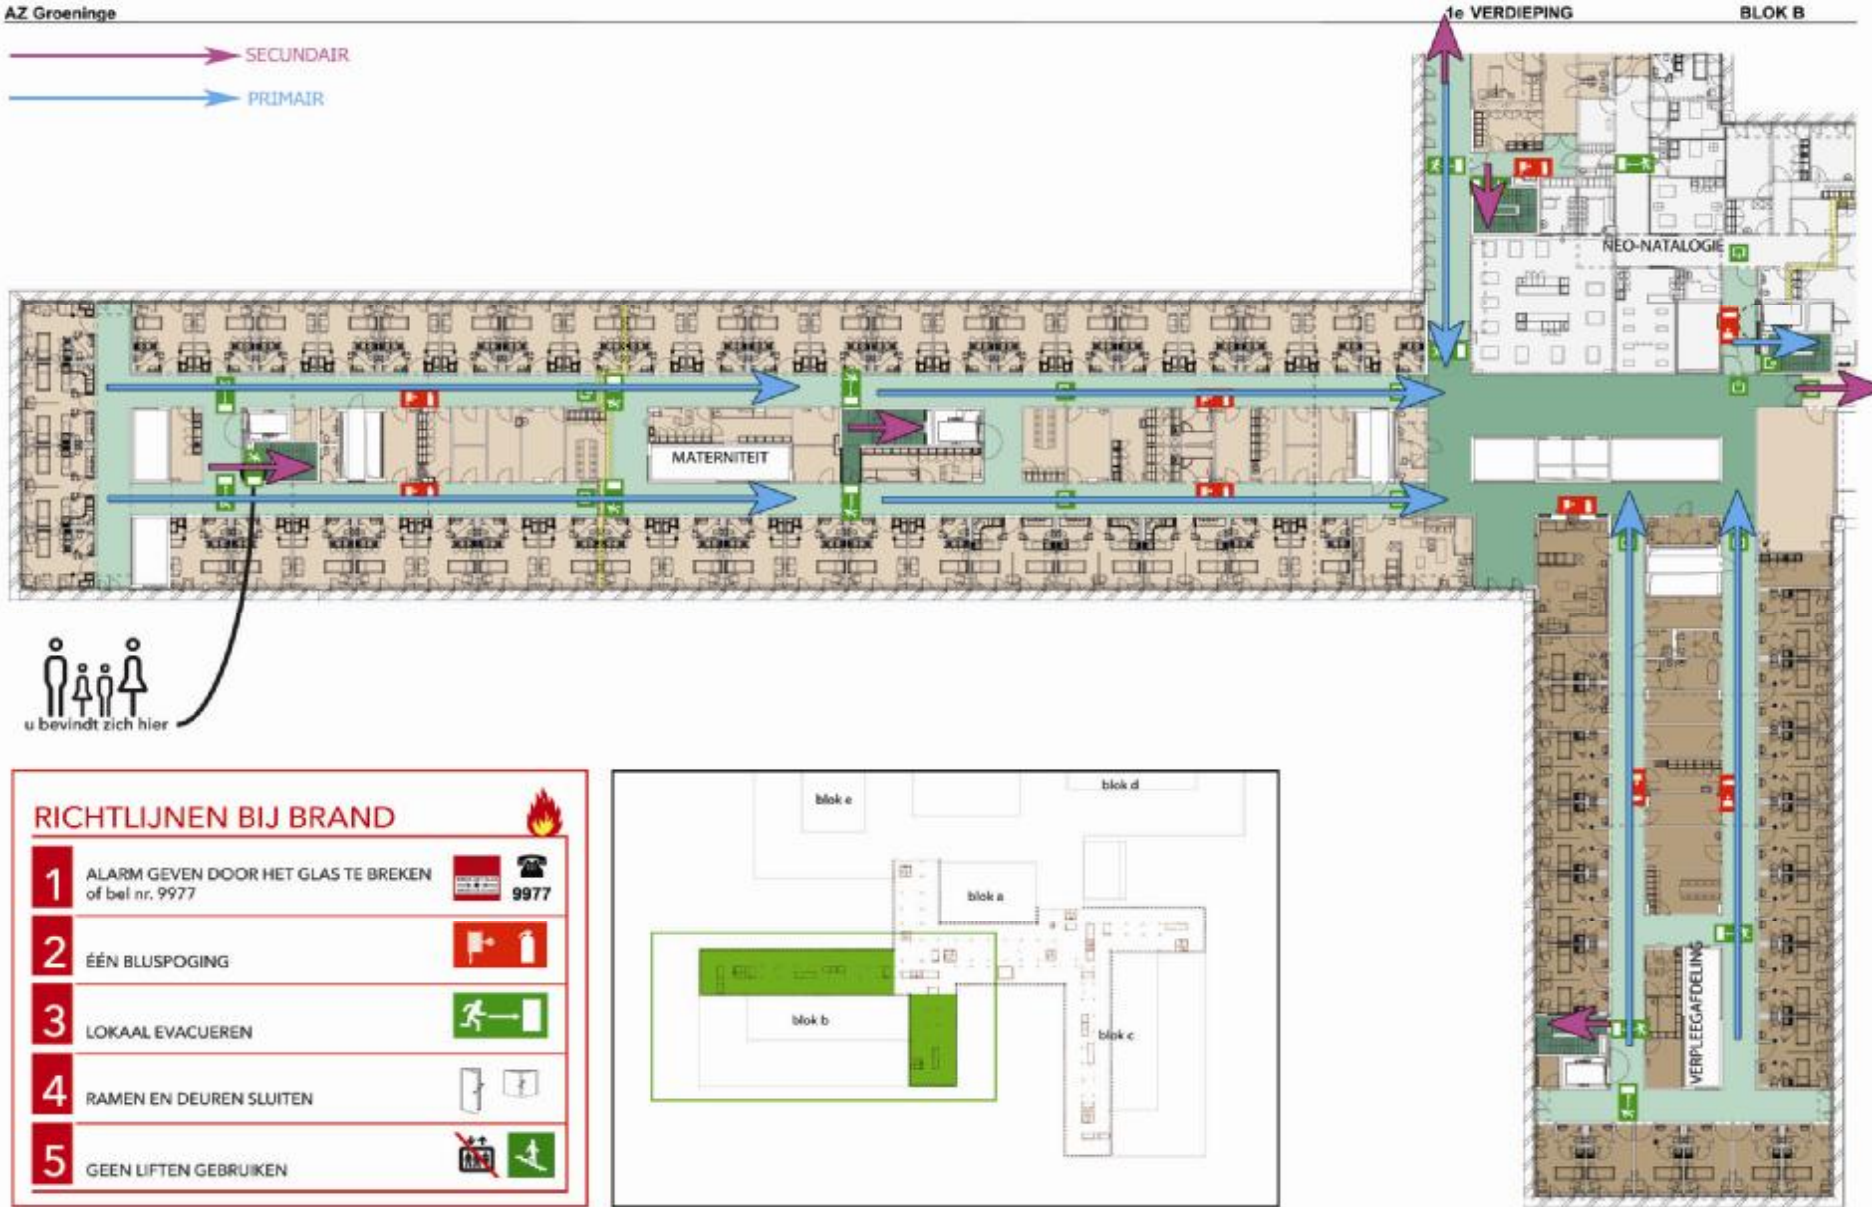 AZ Groeninge
1e VERDIEPING
BLOK B
SECUNDAIR
PRIMAIR
NEO-NATALOGIE
MATERNITEIT
VERPLEEGAFDELING
u bevindt zich hier
RICHTLIJNEN BIJ BRAND
1
ALARM GEVEN DOOR HET GLAS TE BREKEN
of bel nr. 9977
9977
2
ÉÉN BLUSPOGING
3
LOKAAL EVACUEREN
4
RAMEN EN DEUREN SLUITEN
5
GEEN LIFTEN GEBRUIKEN
blok e
blok d
blok a
blok b
blok c